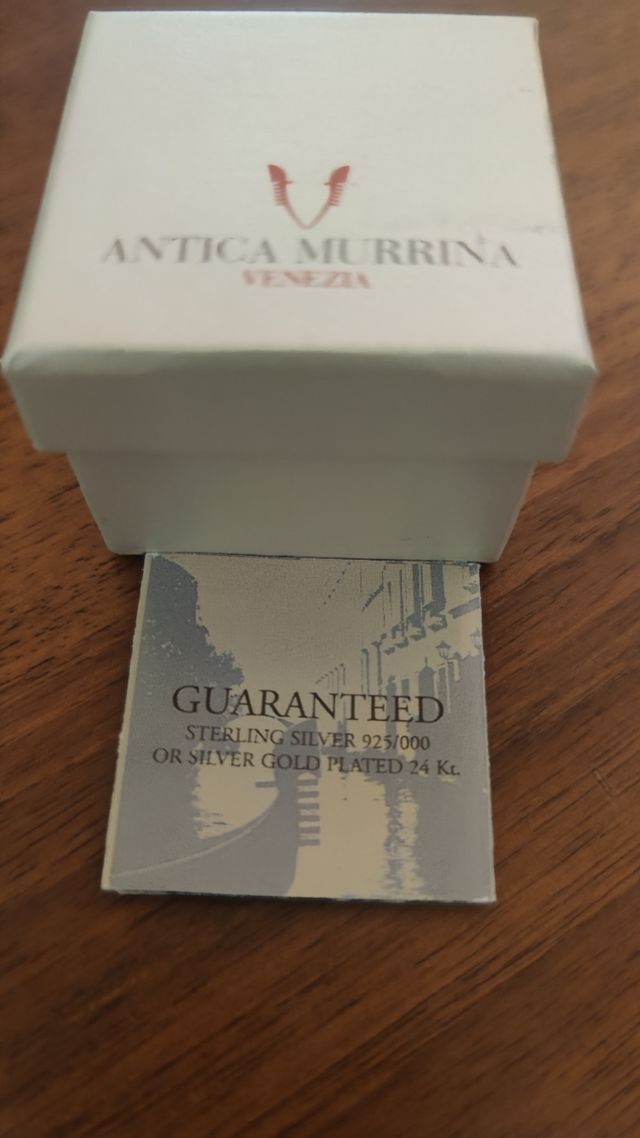 ANTICA MURRINA
VENEZIA
GUARANTEED
STERLING SILVER 925/000
OR SILVER GOLD PLATED 24 Kt.